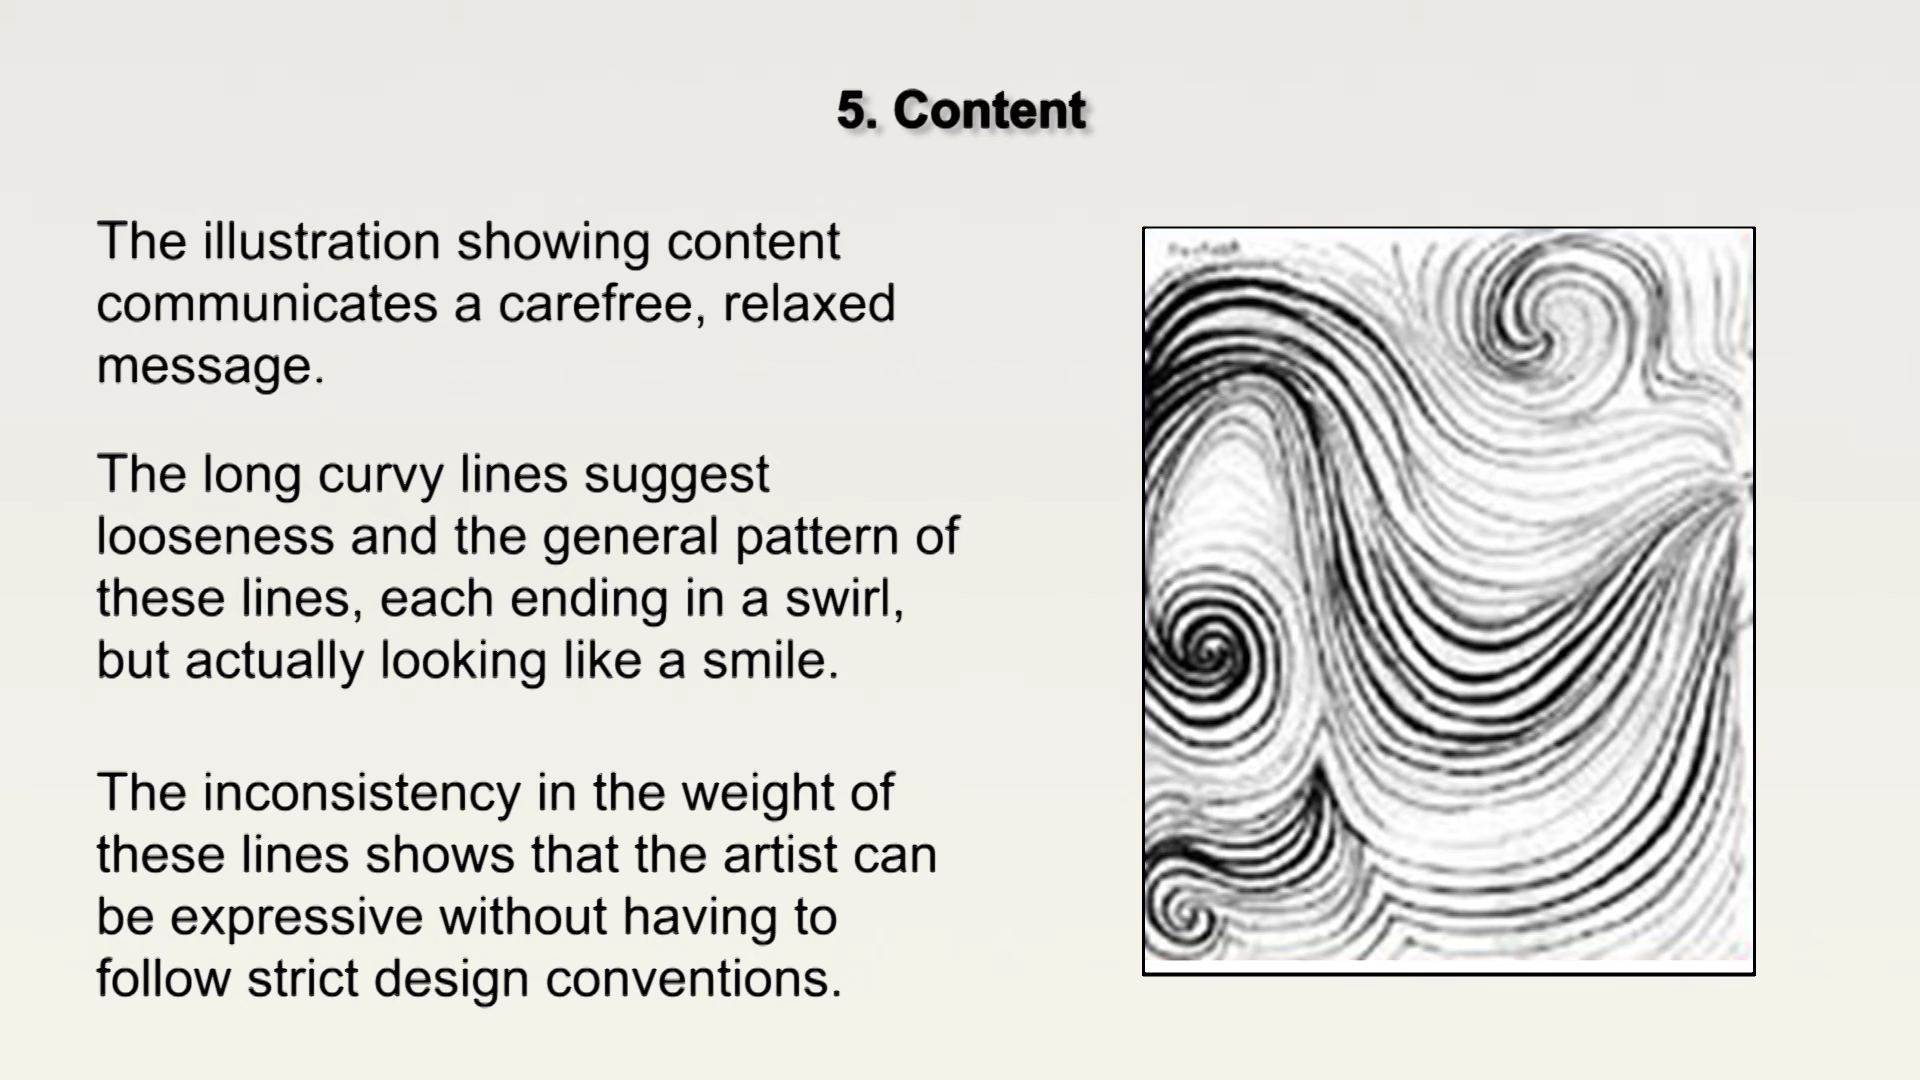 5. Content
The illustration showing content
communicates a carefree, relaxed
message.
The long curvy lines suggest
looseness and the general pattern of
these lines, each ending in a swirl,
but actually looking like a smile.
The inconsistency in the weight of
these lines shows that the artist can
be expressive without having to
follow strict design conventions.